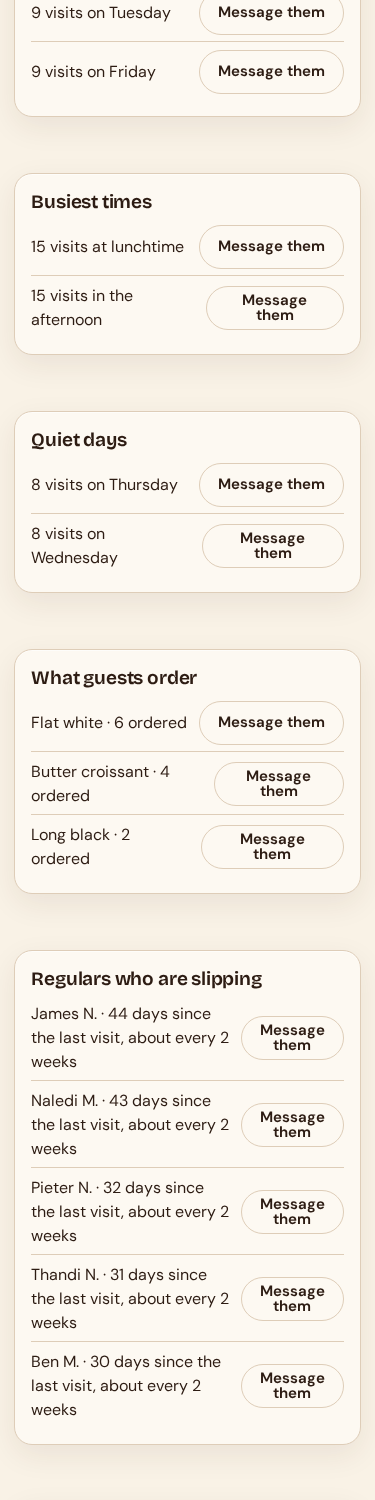 9 visits on Tuesday
Message them
9 visits on Friday
Message them
Busiest times
15 visits at lunchtime
Message them
15 visits in the
afternoon
Message
them
Quiet days
8 visits on Thursday
Message them
8 visits on
Wednesday
Message
them
What guests order
Flat white · 6 ordered
Message them
Butter croissant · 4
ordered
Message
them
Long black · 2
ordered
Message
them
Regulars who are slipping
James N. · 44 days since
the last visit, about every 2
weeks
Message
them
Naledi M. · 43 days since
the last visit, about every 2
weeks
Message
them
Pieter N. · 32 days since
the last visit, about every 2
weeks
Message
them
Thandi N. · 31 days since
the last visit, about every 2
weeks
Message
them
Ben M. · 30 days since the
last visit, about every 2
weeks
Message
them